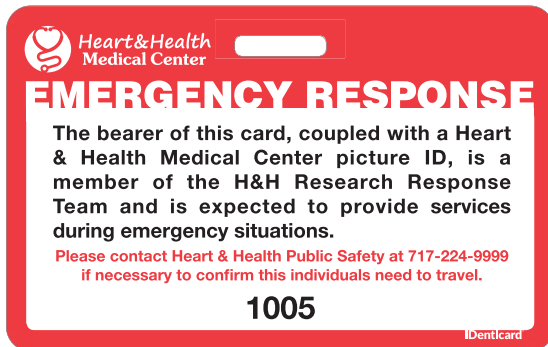 Heart&Health
Medical Center
EMERGENCY RESPONSE
The bearer of this card, coupled with a Heart
& Health Medical Center picture ID, is a
member of the H&H Research Response
Team and is expected to provide services
during emergency situations.
Please contact Heart & Health Public Safety at 717-224-9999
if necessary to confirm this individuals need to travel.
1005
IDenticard